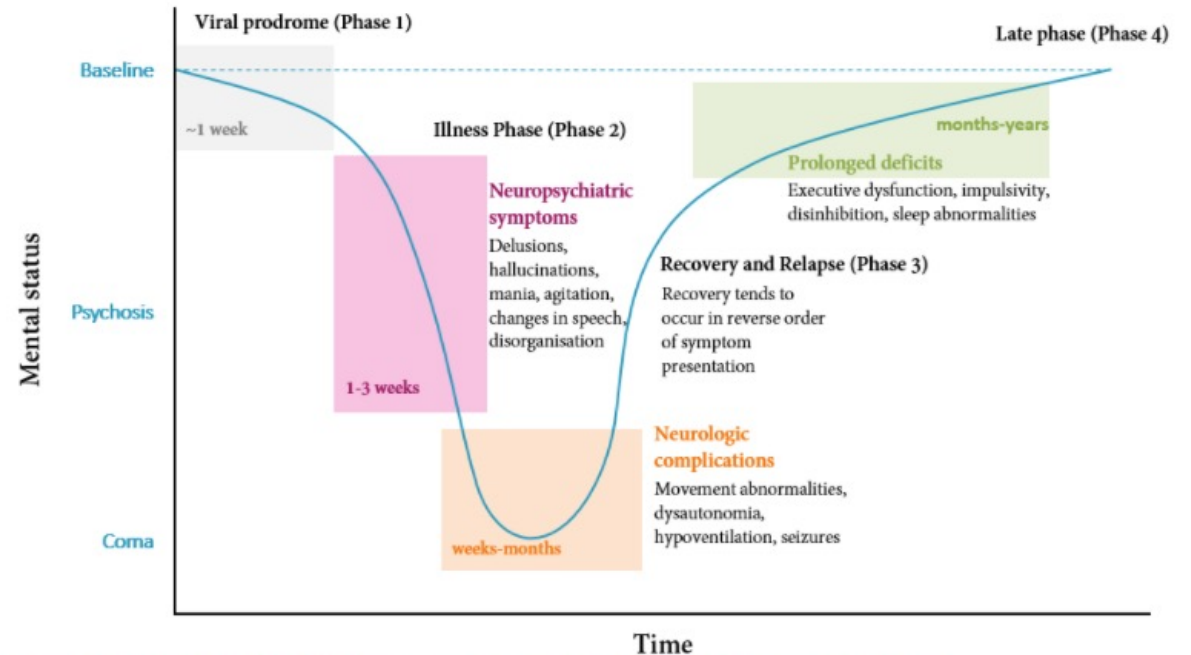 Viral prodrome (Phase 1)
Late phase (Phase 4)
Baseline
~1 week
Illness Phase (Phase 2)
months-years
Prolonged deficits
Executive dysfunction, impulsivity,
disinhibition, sleep abnormalities
Neuropsychiatric
symptoms
Delusions,
hallucinations,
mania, agitation,
changes in speech,
disorganisation
1-3 weeks
Recovery and Relapse (Phase 3)
Recovery tends to
occur in reverse order
of symptom
presentation
Mental status
Psychosis
Neurologic
complications
Movement abnormalities,
dysautonomia,
hypoventilation, seizures
Coma
weeks-months
Time